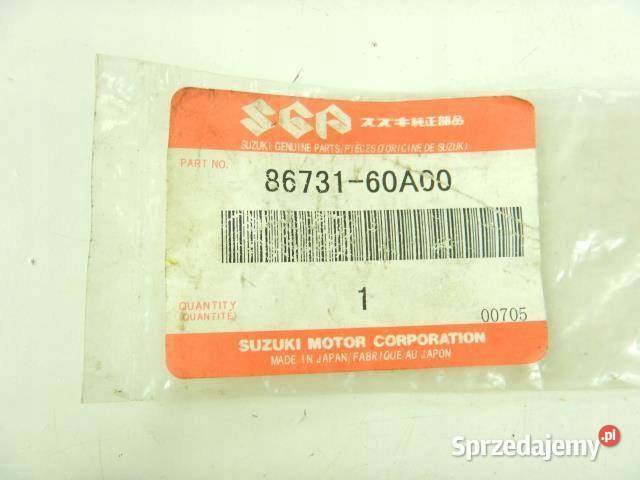 SGP スズキ純正部品
SUZUKI GENUINE PARTS/PIÈCES D'ORIGINE DE SUZUKI
PART NO.
86731-60A00
1
QUANTITY
(QUANTITÉ)
00705
SUZUKI MOTOR CORPORATION
MADE IN JAPAN/FABRIQUE AU JAPON
Sprzedajemy.pl